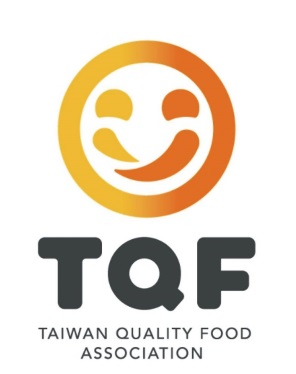 TQF
TAIWAN QUALITY FOOD
ASSOCIATION